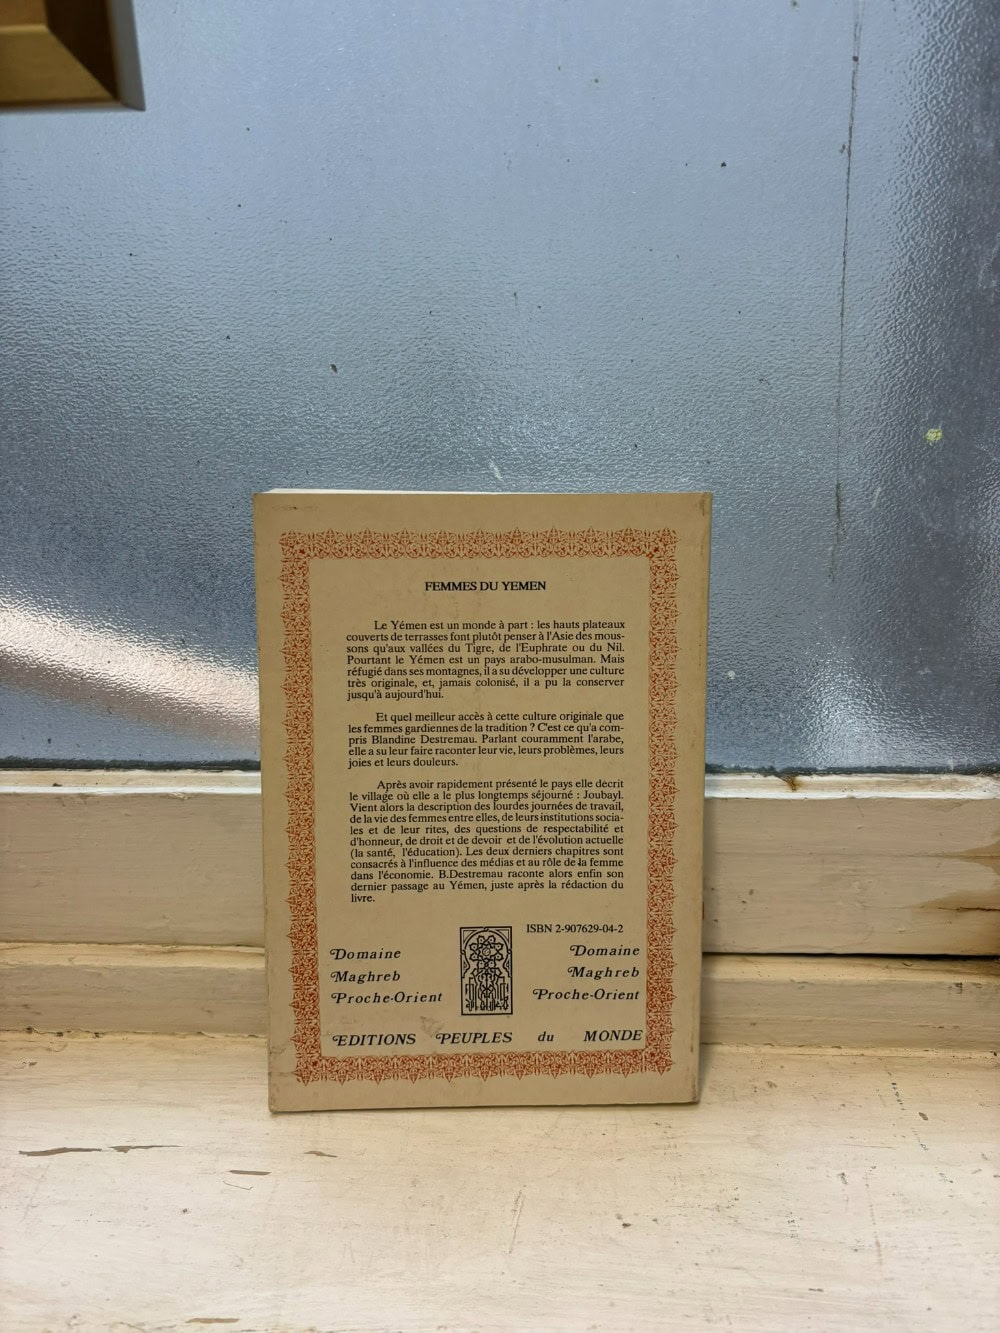 FEMMES DU YEMEN
Le Yémen est un monde à part : les hauts plateaux
couverts de terrasses font plutôt penser à l'Asie des mous-
sons qu'aux vallées du Tigre, de l'Euphrate ou du Nil.
Pourtant le Yémen est un pays arabo-musulman. Mais
réfugié dans ses montagnes, il a su développer une culture
très originale, et, jamais colonisé, il a pu la conserver
jusqu'à aujourd'hui.
Et quel meilleur accès à cette culture originale que
les femmes gardiennes de la tradition ? C'est ce qu'a com-
pris Blandine Destremau. Parlant couramment l'arabe,
elle a su leur faire raconter leur vie, leurs problèmes, leurs
joies et leurs douleurs.
Après avoir rapidement présenté le pays elle décrit
le village où elle a le plus longtemps séjourné : Joubayl.
Vient alors la description des lourdes journées de travail,
de la vie des femmes entre elles, de leurs institutions socia-
les et de leur rites, des questions de respectabilité et
d'honneur, de droit et de devoir et de l'évolution actuelle
(la santé, l'éducation). Les deux derniers chapitres sont
consacrés à l'influence des médias et au rôle de la femme
dans l'économie. B.Destremau raconte alors enfin son
dernier passage au Yémen, juste après la rédaction du
livre.
ISBN 2-907629-04-2
Domaine
Maghreb
Proche-Orient
Domaine
Maghreb
Proche-Orient
EDITIONS PEUPLES du MONDE